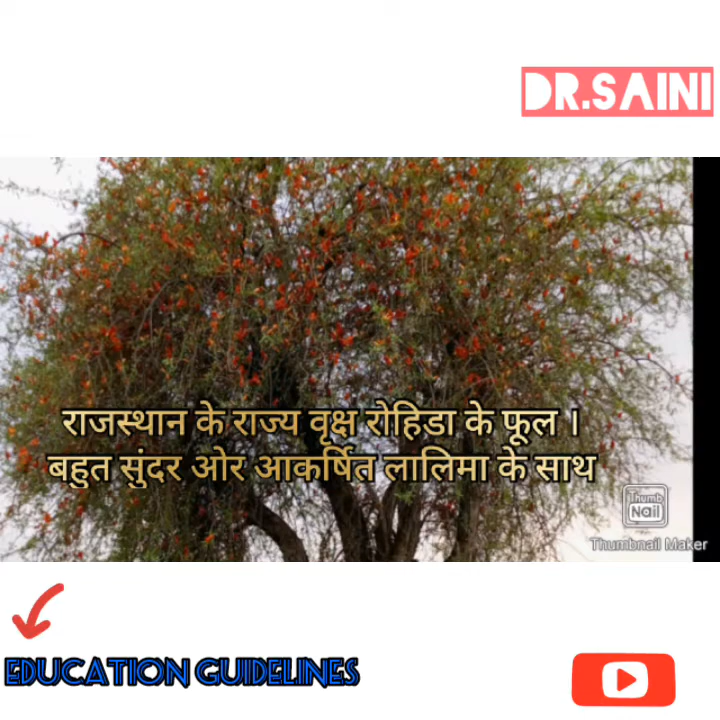 DR.SAINI
राजस्थान के राज्य वृक्ष रोहिडा के फूल ।
बहुत सुंदर ओर आकर्षित लालिमा के साथ
Thumb
Nail
Thumbnail Maker
EDUCATION GUIDELINES